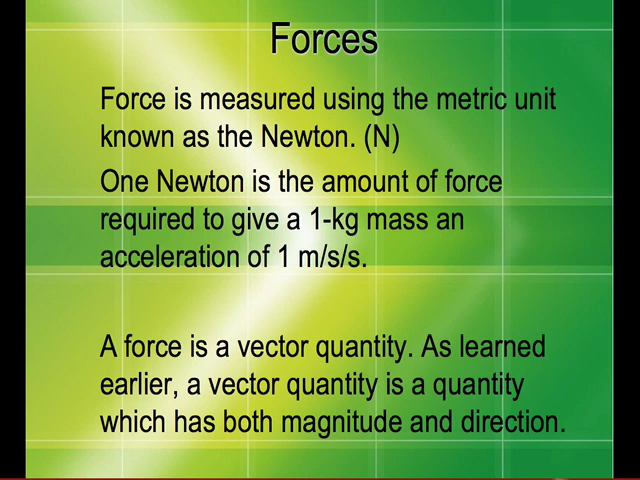 Forces
Force is measured using the metric unit
known as the Newton. (N)
One Newton is the amount of force
required to give a 1-kg mass an
acceleration of 1 m/s/s.
A force is a vector quantity. As learned
earlier, a vector quantity is a quantity
which has both magnitude and direction.